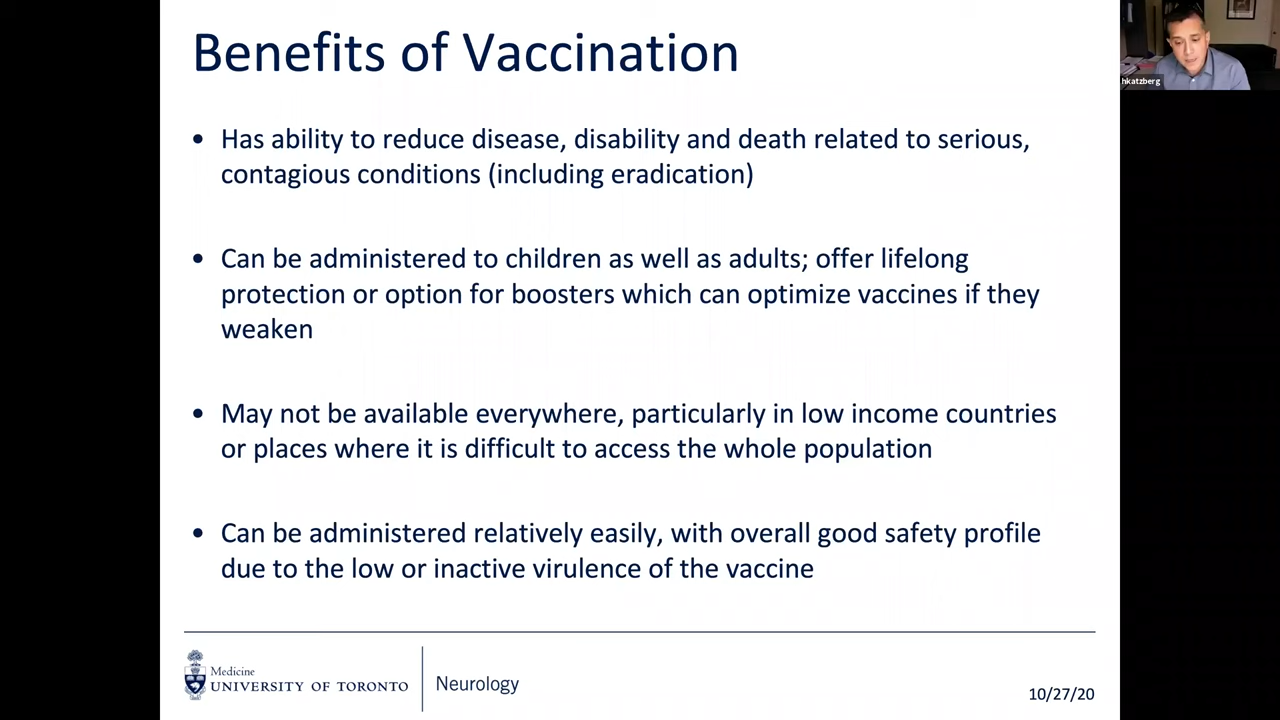 Benefits of Vaccination
hkatzberg
• Has ability to reduce disease, disability and death related to serious,
contagious conditions (including eradication)
• Can be administered to children as well as adults; offer lifelong
protection or option for boosters which can optimize vaccines if they
weaken
• May not be available everywhere, particularly in low income countries
or places where it is difficult to access the whole population
• Can be administered relatively easily, with overall good safety profile
due to the low or inactive virulence of the vaccine
Medicine
UNIVERSITY OF TORONTO
Neurology
10/27/20